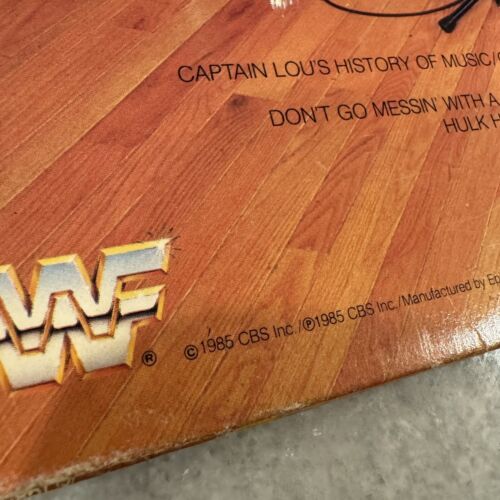 CAPTAIN LOU'S HISTORY OF MUSIC/
DON'T GO MESSIN' WITH A
HULK H
WWF®
©1985 CBS Inc./℗1985 CBS Inc./Manufactured by Ep